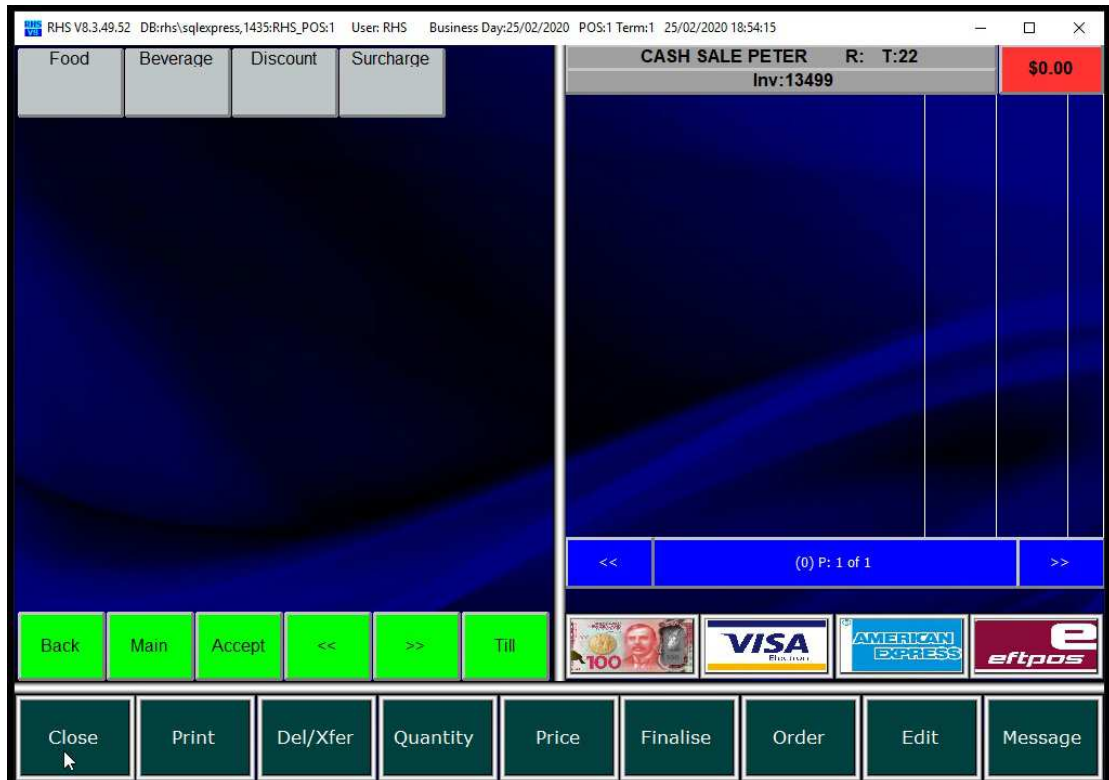 RHS V8 RHS V8.3.49.52 DB:rhs\sqlexpress,1435:RHS_POS:1 User: RHS Business Day:25/02/2020 POS:1 Term:1 25/02/2020 18:54:15
Food Beverage Discount Surcharge
CASH SALE PETER R: T:22
Inv:13499
$0.00
<< (0) P: 1 of 1 >>
Back Main Accept << >> Till
100
VISA
Electron
AMERICAN
EXPRESS
e
eftpos
Close Print Del/Xfer Quantity Price Finalise Order Edit Message